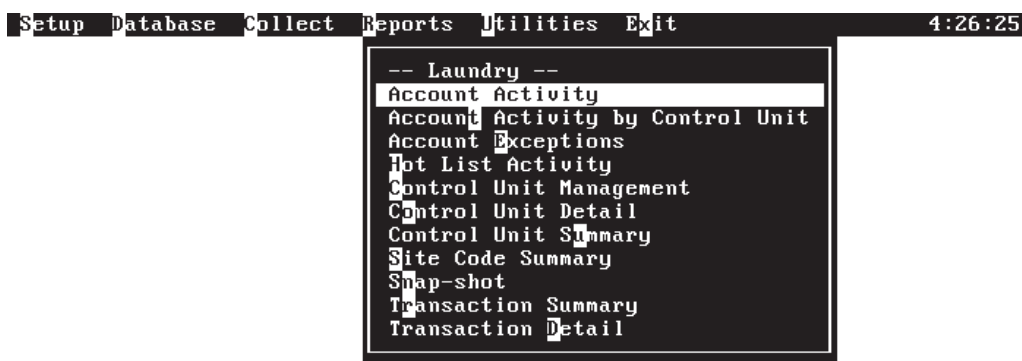 Setup Database Collect Reports Utilities Exit 4:26:25
-- Laundry --
Account Activity
Account Activity by Control Unit
Account Exceptions
Hot List Activity
Control Unit Management
Control Unit Detail
Control Unit Summary
Site Code Summary
Snap-shot
Transaction Summary
Transaction Detail